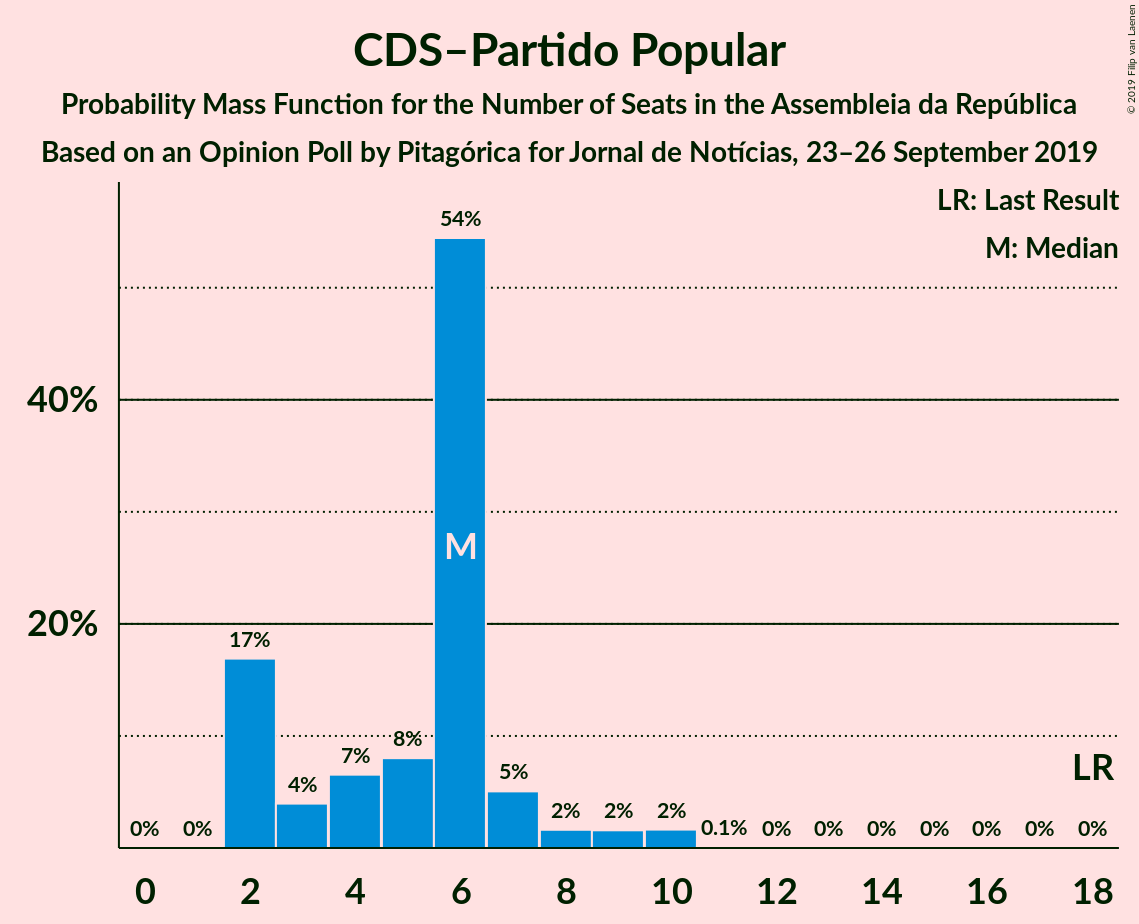 CDS–Partido Popular
Probability Mass Function for the Number of Seats in the Assembleia da República
Based on an Opinion Poll by Pitagórica for Jornal de Notícias, 23–26 September 2019
© 2019 Filip van Laenen
LR: Last Result
M: Median
54%
40%
M
20%
17%
8%
7%
5%
4%
LR
2% 2% 2%
0% 0% 0.1% 0% 0% 0% 0% 0% 0% 0%
0 2 4 6 8 10 12 14 16 18